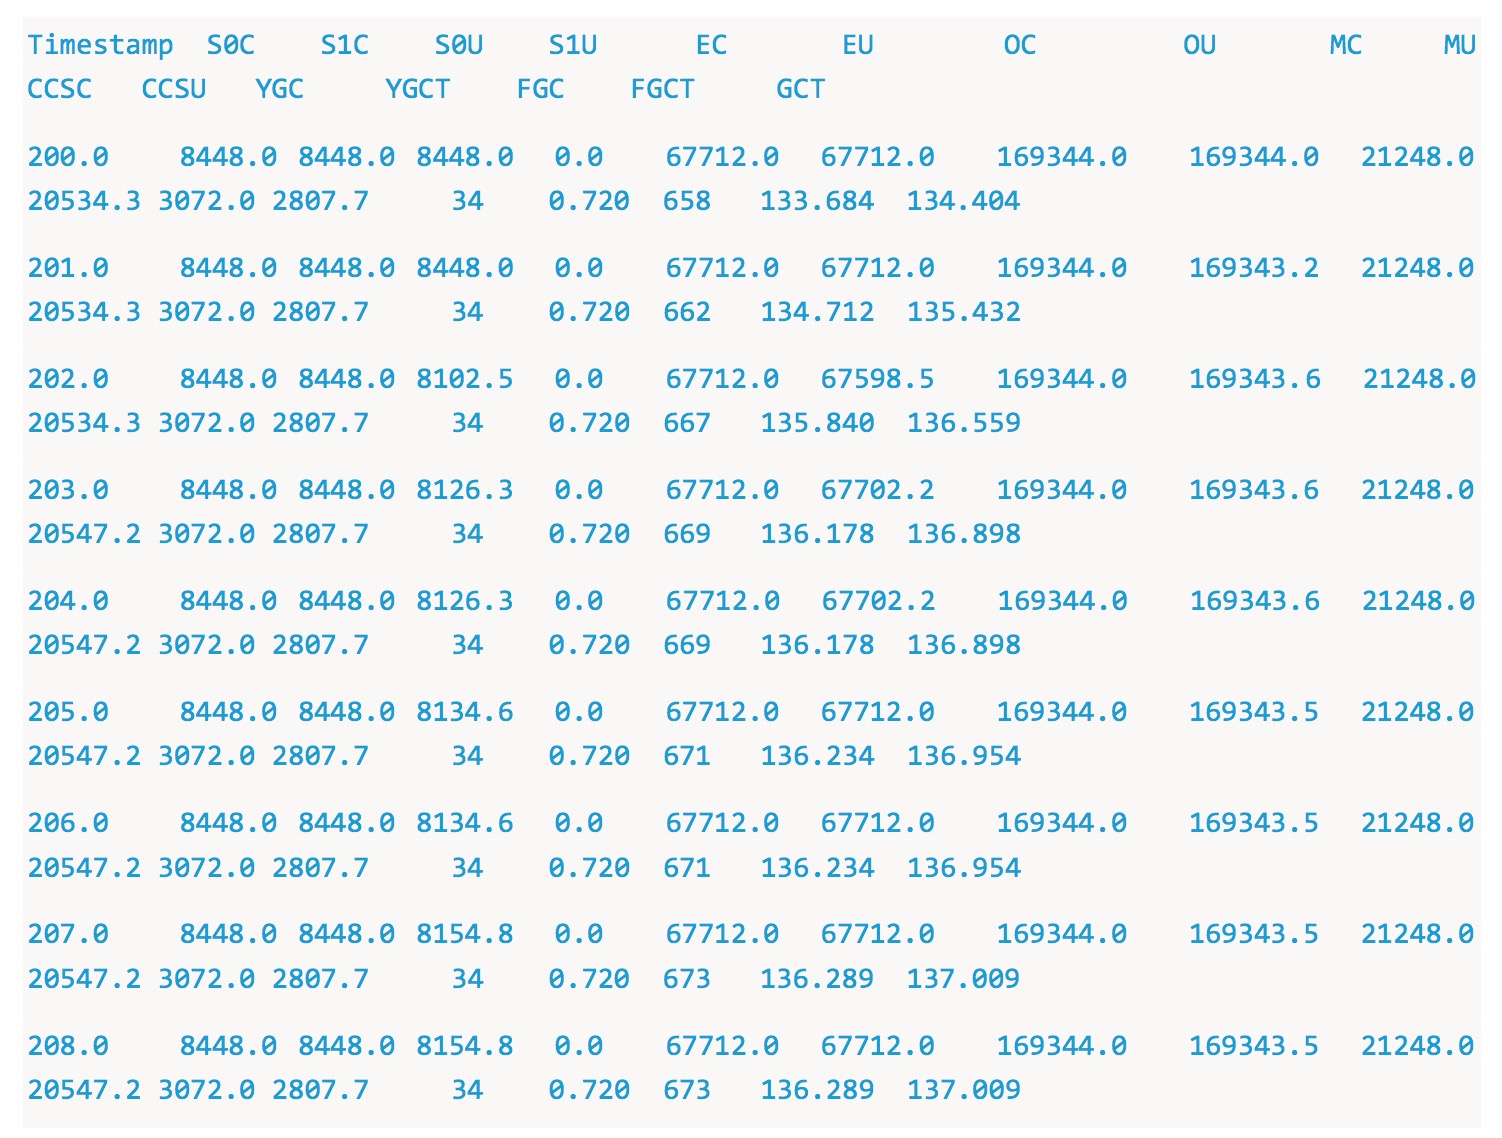 Timestamp S0C S1C S0U S1U EC EU OC OU MC MU
CCSC CCSU YGC YGCT FGC FGCT GCT
200.0 8448.0 8448.0 8448.0 0.0 67712.0 67712.0 169344.0 169344.0 21248.0
20534.3 3072.0 2807.7 34 0.720 658 133.684 134.404
201.0 8448.0 8448.0 8448.0 0.0 67712.0 67712.0 169344.0 169343.2 21248.0
20534.3 3072.0 2807.7 34 0.720 662 134.712 135.432
202.0 8448.0 8448.0 8102.5 0.0 67712.0 67598.5 169344.0 169343.6 21248.0
20534.3 3072.0 2807.7 34 0.720 667 135.840 136.559
203.0 8448.0 8448.0 8126.3 0.0 67712.0 67702.2 169344.0 169343.6 21248.0
20547.2 3072.0 2807.7 34 0.720 669 136.178 136.898
204.0 8448.0 8448.0 8126.3 0.0 67712.0 67702.2 169344.0 169343.6 21248.0
20547.2 3072.0 2807.7 34 0.720 669 136.178 136.898
205.0 8448.0 8448.0 8134.6 0.0 67712.0 67712.0 169344.0 169343.5 21248.0
20547.2 3072.0 2807.7 34 0.720 671 136.234 136.954
206.0 8448.0 8448.0 8134.6 0.0 67712.0 67712.0 169344.0 169343.5 21248.0
20547.2 3072.0 2807.7 34 0.720 671 136.234 136.954
207.0 8448.0 8448.0 8154.8 0.0 67712.0 67712.0 169344.0 169343.5 21248.0
20547.2 3072.0 2807.7 34 0.720 673 136.289 137.009
208.0 8448.0 8448.0 8154.8 0.0 67712.0 67712.0 169344.0 169343.5 21248.0
20547.2 3072.0 2807.7 34 0.720 673 136.289 137.009